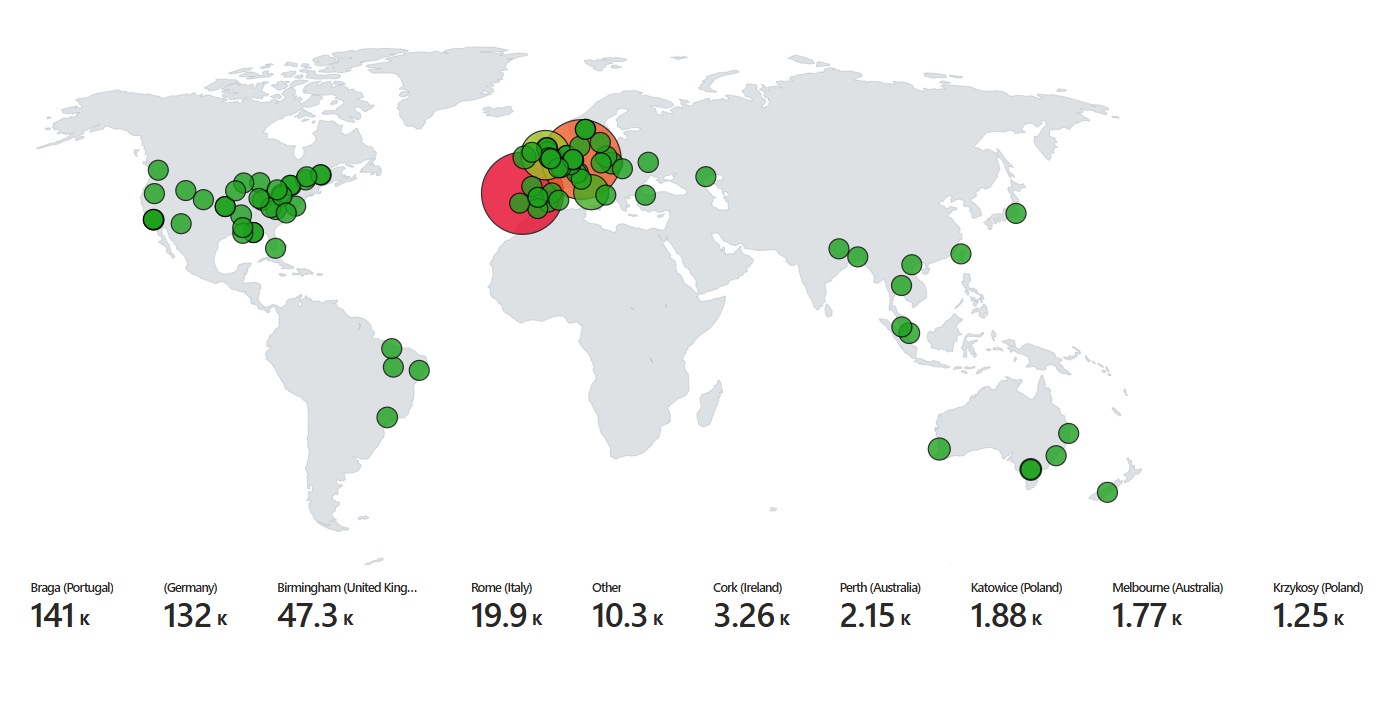 Braga (Portugal) (Germany) Birmingham (United King... Rome (Italy) Other Cork (Ireland) Perth (Australia) Katowice (Poland) Melbourne (Australia) Krzykosy (Poland)
141 K 132 K 47.3 K 19.9 K 10.3 K 3.26 K 2.15 K 1.88 K 1.77 K 1.25 K